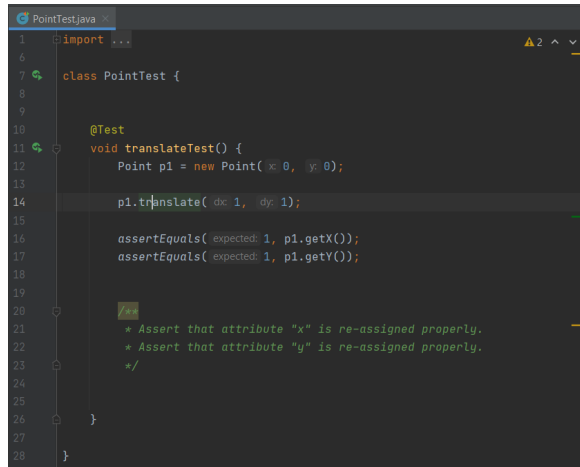 PointTest.java ×
1 import ...
2
6
7 class PointTest {
8
9
10 @Test
11 void translateTest() {
12 Point p1 = new Point( x: 0, y: 0);
13
14 p1.translate( dx: 1, dy: 1);
15
16 assertEquals( expected: 1, p1.getX());
17 assertEquals( expected: 1, p1.getY());
18
19
20 /**
21 * Assert that attribute "x" is re-assigned properly.
22 * Assert that attribute "y" is re-assigned properly.
23 */
24
25
26 }
27
28 }